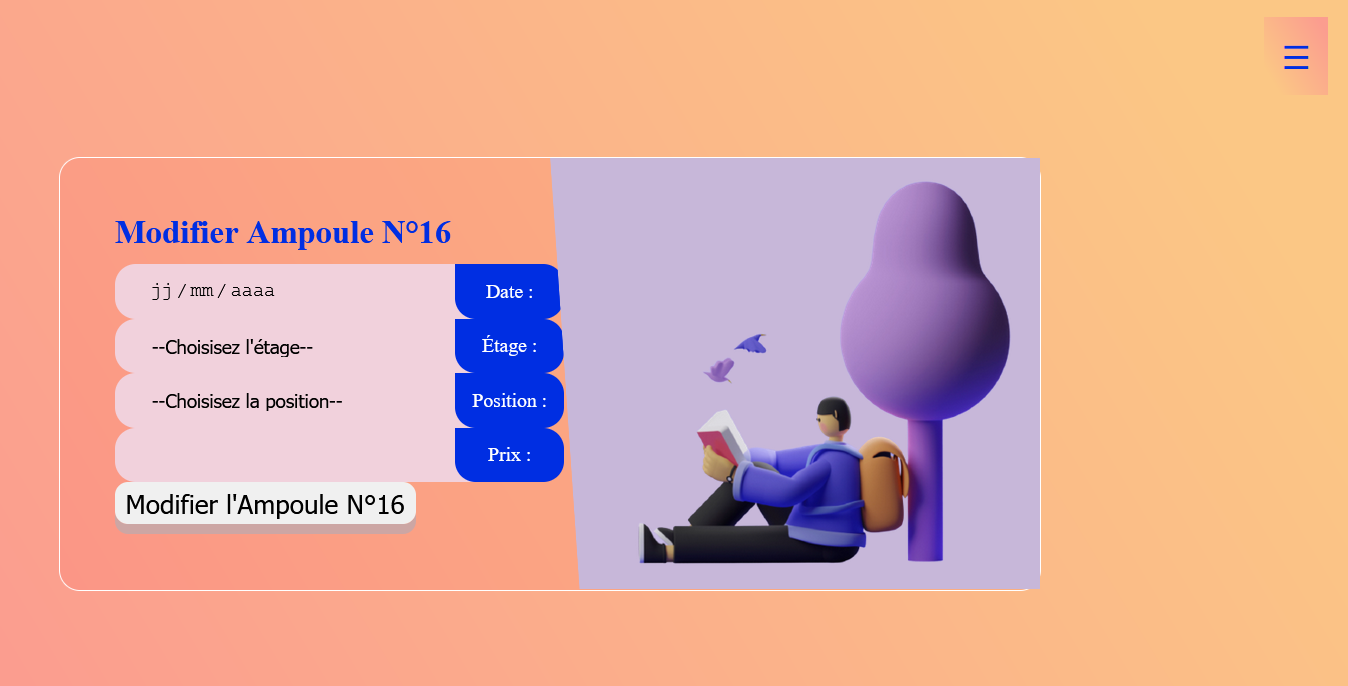 Modifier Ampoule N°16
jj / mm / aaaa Date :
--Choisisez l'étage-- Étage :
--Choisisez la position-- Position :
Prix :
Modifier l'Ampoule N°16